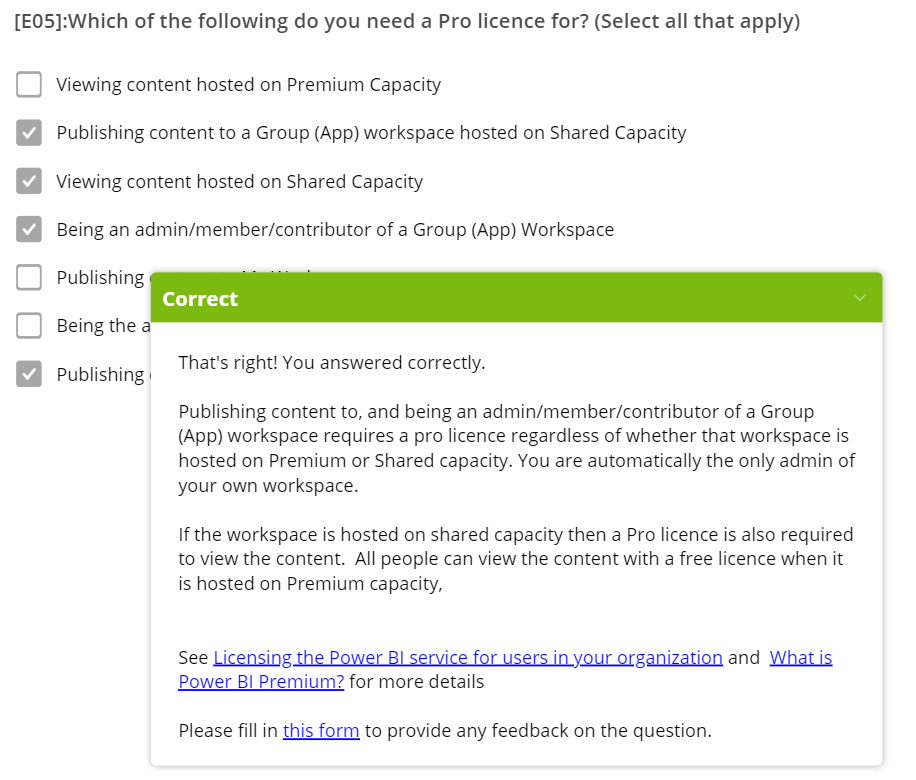 [E05]:Which of the following do you need a Pro licence for? (Select all that apply)
Viewing content hosted on Premium Capacity
Publishing content to a Group (App) workspace hosted on Shared Capacity
Viewing content hosted on Shared Capacity
Being an admin/member/contributor of a Group (App) Workspace
Publishing
Being the
Publishing
Correct
That's right! You answered correctly.
Publishing content to, and being an admin/member/contributor of a Group
(App) workspace requires a pro licence regardless of whether that workspace is
hosted on Premium or Shared capacity. You are automatically the only admin of
your own workspace.
If the workspace is hosted on shared capacity then a Pro licence is also required
to view the content.  All people can view the content with a free licence when it
is hosted on Premium capacity,
See Licensing the Power BI service for users in your organization and  What is
Power BI Premium? for more details
Please fill in this form to provide any feedback on the question.